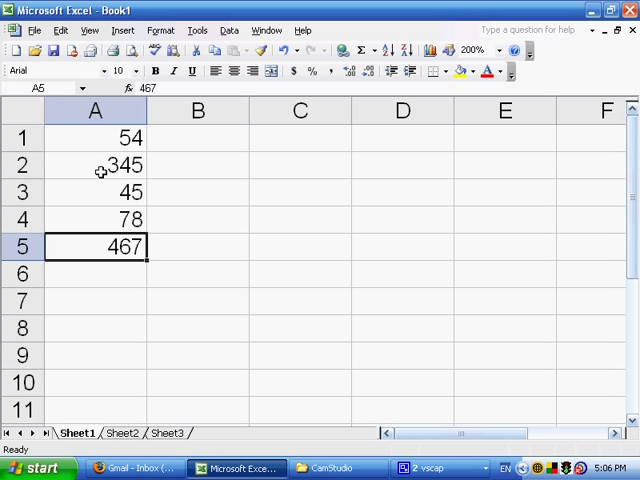 Microsoft Excel - Book1
File Edit View Insert Format Tools Data Window Help Type a question for help
200%
Arial 10 B I U $ % ,
A5 fx 467
A B C D E F
1 54
2 345
3 45
4 78
5 467
6
7
8
9
10
11
Sheet1 Sheet2 Sheet3
Ready
start Gmail - Inbox (... Microsoft Exce... CamStudio 2 vscap EN 5:06 PM